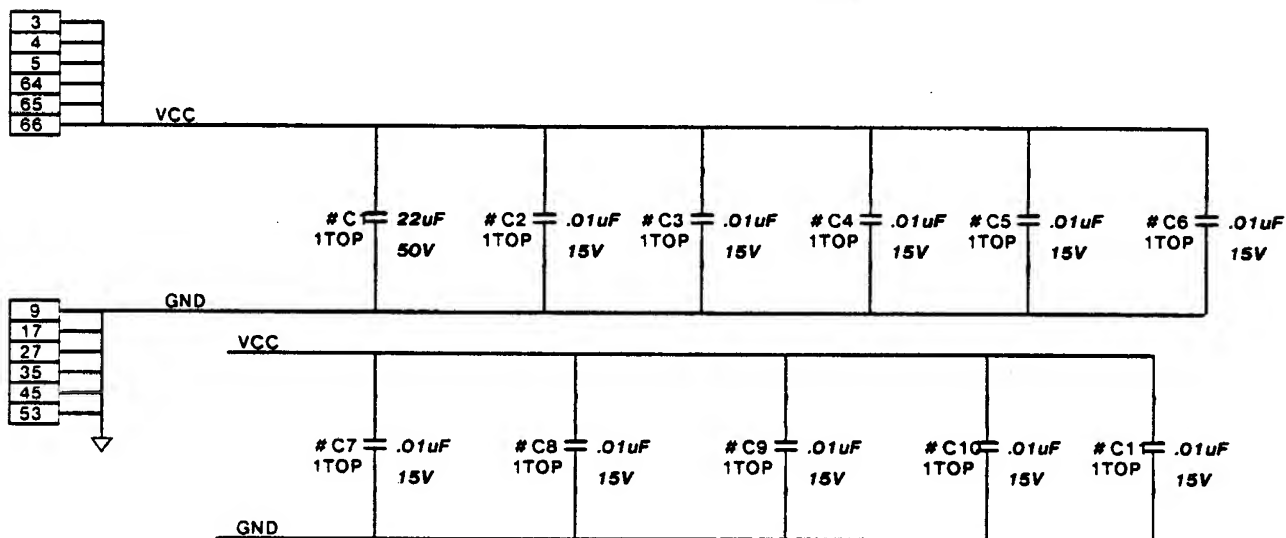 3
4
5
64
65
66
VCC
#C1 22uF
1TOP 50V
#C2 .01uF
1TOP 15V
#C3 .01uF
1TOP 15V
#C4 .01uF
1TOP 15V
#C5 .01uF
1TOP 15V
#C6 .01uF
1TOP 15V
9
17
27
35
45
53
GND
VCC
#C7 .01uF
1TOP 15V
#C8 .01uF
1TOP 15V
#C9 .01uF
1TOP 15V
#C10 .01uF
1TOP 15V
#C11 .01uF
1TOP 15V
GND